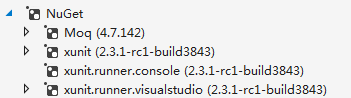 NuGet
Moq (4.7.142)
xunit (2.3.1-rc1-build3843)
xunit.runner.console (2.3.1-rc1-build3843)
xunit.runner.visualstudio (2.3.1-rc1-build3843)